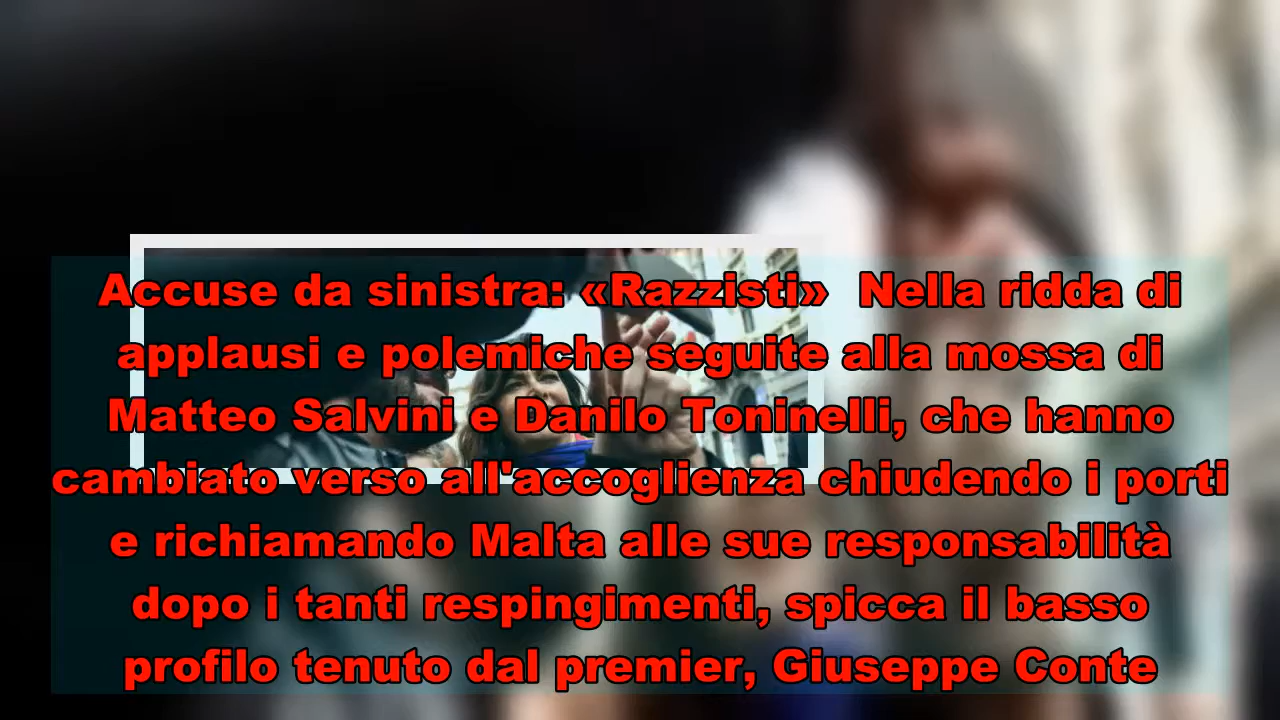 Accuse da sinistra: «Razzisti»  Nella ridda di
applausi e polemiche seguite alla mossa di
Matteo Salvini e Danilo Toninelli, che hanno
cambiato verso all'accoglienza chiudendo i porti
e richiamando Malta alle sue responsabilità
dopo i tanti respingimenti, spicca il basso
profilo tenuto dal premier, Giuseppe Conte